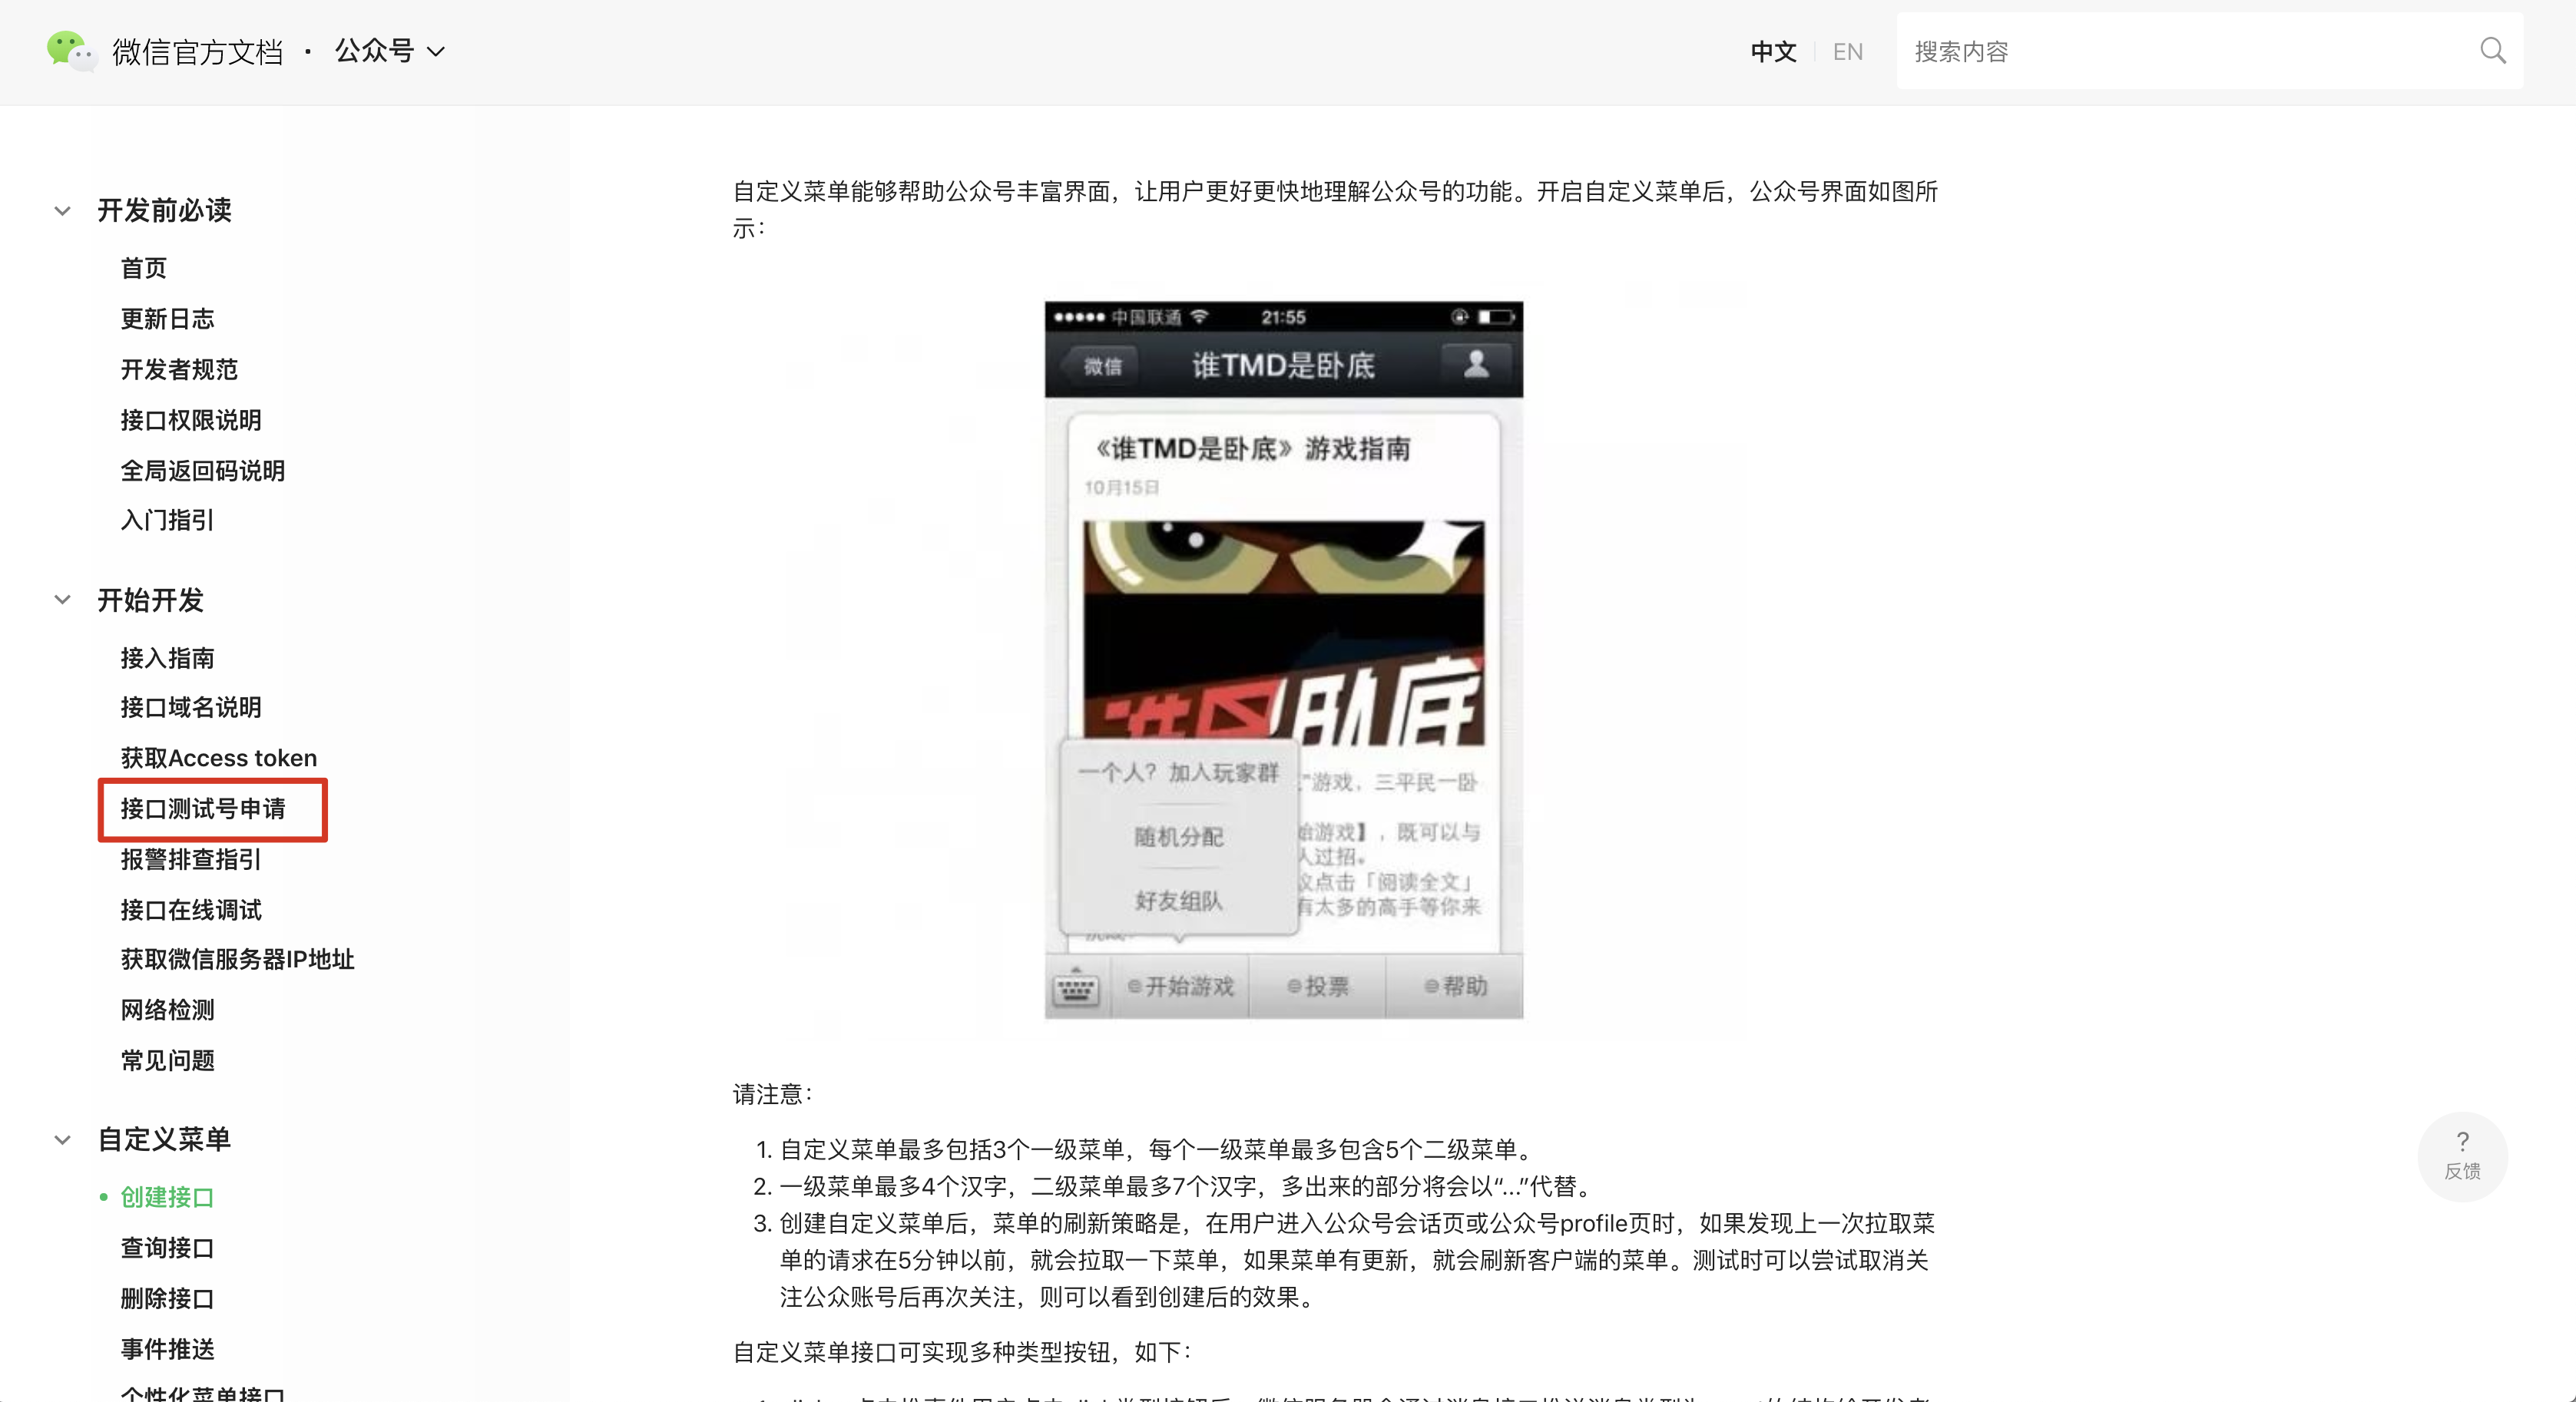 微信官方文档 · 公众号
中文 | EN
搜索内容
开发前必读
首页
更新日志
开发者规范
接口权限说明
全局返回码说明
入门指引
开始开发
接入指南
接口域名说明
获取Access token
接口测试号申请
报警排查指引
接口在线调试
获取微信服务器IP地址
网络检测
常见问题
自定义菜单
• 创建接口
查询接口
删除接口
事件推送
个性化菜单接口
自定义菜单能够帮助公众号丰富界面，让用户更好更快地理解公众号的功能。开启自定义菜单后，公众号界面如图所
示：
中国联通 21:55
微信 谁TMD是卧底
《谁TMD是卧底》游戏指南
10月15日
卧底
一个人？加入玩家群
随机分配
好友组队
”游戏，三平民一卧
始游戏】，既可以与
人过招。
议点击「阅读全文」
有太多的高手等你来
开始游戏 投票 帮助
请注意：
1. 自定义菜单最多包括3个一级菜单，每个一级菜单最多包含5个二级菜单。
2. 一级菜单最多4个汉字，二级菜单最多7个汉字，多出来的部分将会以“...”代替。
3. 创建自定义菜单后，菜单的刷新策略是，在用户进入公众号会话页或公众号profile页时，如果发现上一次拉取菜
单的请求在5分钟以前，就会拉取一下菜单，如果菜单有更新，就会刷新客户端的菜单。测试时可以尝试取消关
注公众账号后再次关注，则可以看到创建后的效果。
自定义菜单接口可实现多种类型按钮，如下：
?
反馈